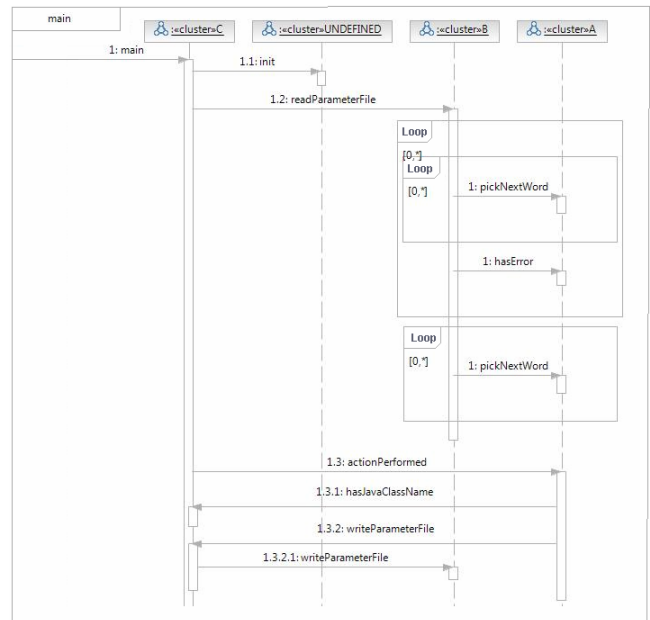 main
:«cluster»C
:«cluster»UNDEFINED
:«cluster»B
:«cluster»A
1: main
1.1: init
1.2: readParameterFile
Loop
[0,*]
Loop
[0,*]
1: pickNextWord
1: hasError
Loop
[0,*]
1: pickNextWord
1.3: actionPerformed
1.3.1: hasJavaClassName
1.3.2: writeParameterFile
1.3.2.1: writeParameterFile